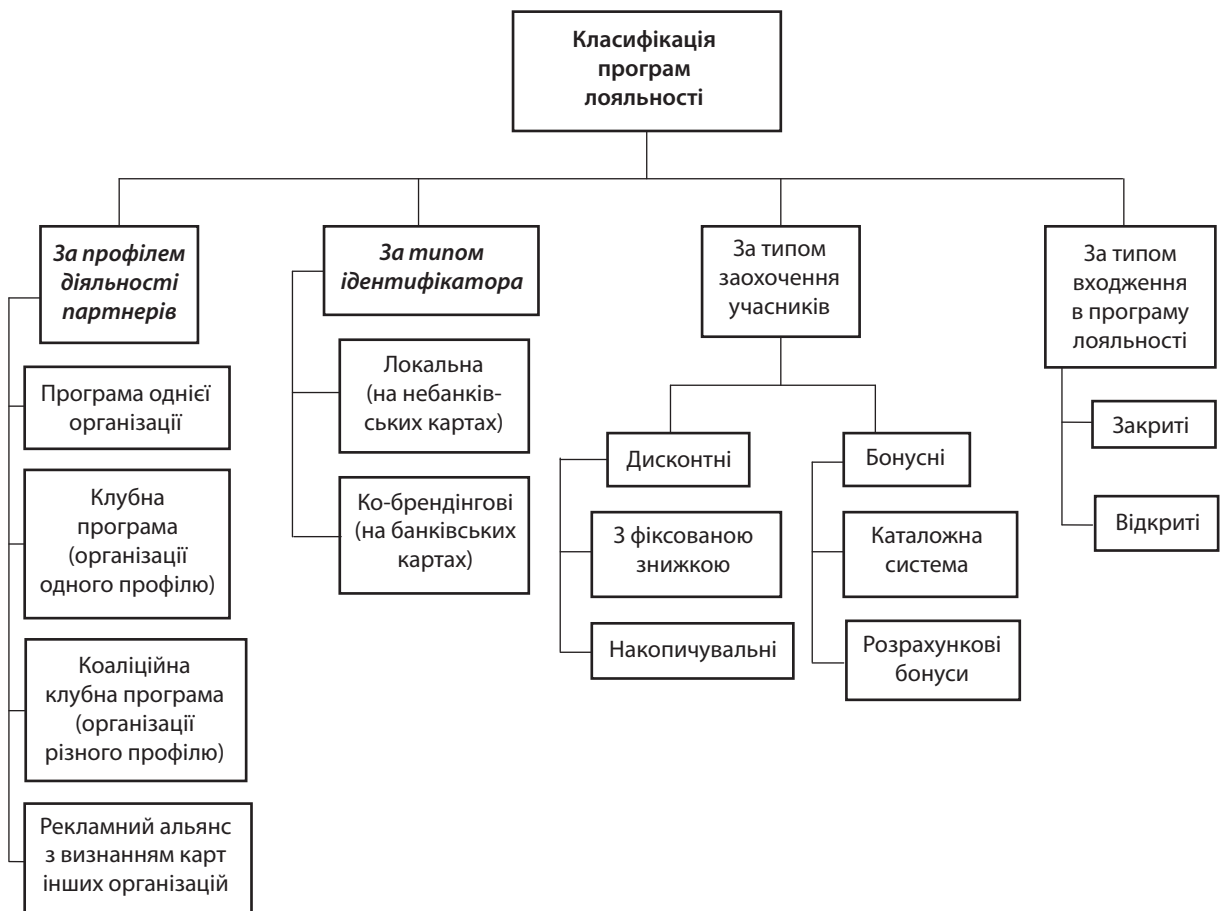 Класифікація
програм
лояльності
За профілем
діяльності
партнерів
Програма однієї
організації
Клубна
програма
(організації
одного профілю)
Коаліційна
клубна програма
(організації
різного профілю)
Рекламний альянс
з визнанням карт
інших організацій
За типом
ідентифікатора
Локальна
(на небанків-
ських картах)
Ко-брендінгові
(на банківських
картах)
За типом
заохочення
учасників
Дисконтні
З фіксованою
знижкою
Накопичувальні
Бонусні
Каталожна
система
Розрахункові
бонуси
За типом
входження
в програму
лояльності
Закриті
Відкриті